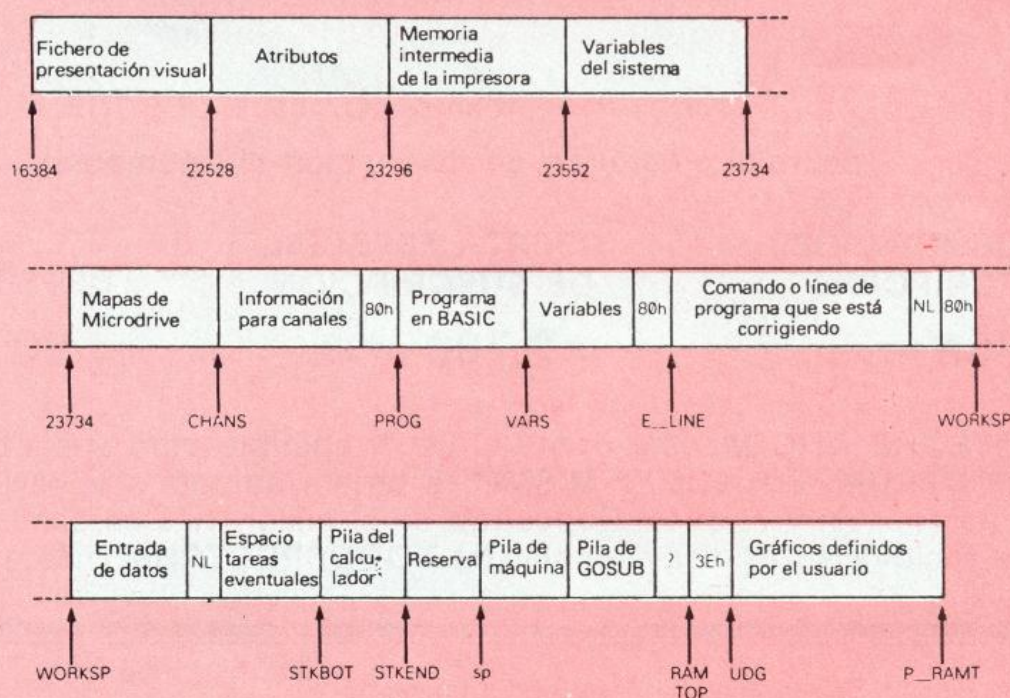 Fichero de
presentación visual
Atributos
Memoria
intermedia
de la impresora
Variables
del sistema
16384
22528
23296
23552
23734
Mapas de
Microdrive
Información
para canales
80h
Programa
en BASIC
Variables
80h
Comando o línea de
programa que se está
corrigiendo
NL
80h
23734
CHANS
PROG
VARS
E__LINE
WORKSP
Entrada
de datos
NL
Espacio
tareas
eventuales
Pila del
calcu-
lador
Reserva
Pila de
máquina
Pila de
GOSUB
?
3Eh
Gráficos definidos
por el usuario
WORKSP
STKBOT
STKEND
sp
RAM
TOP
UDG
P__RAMT